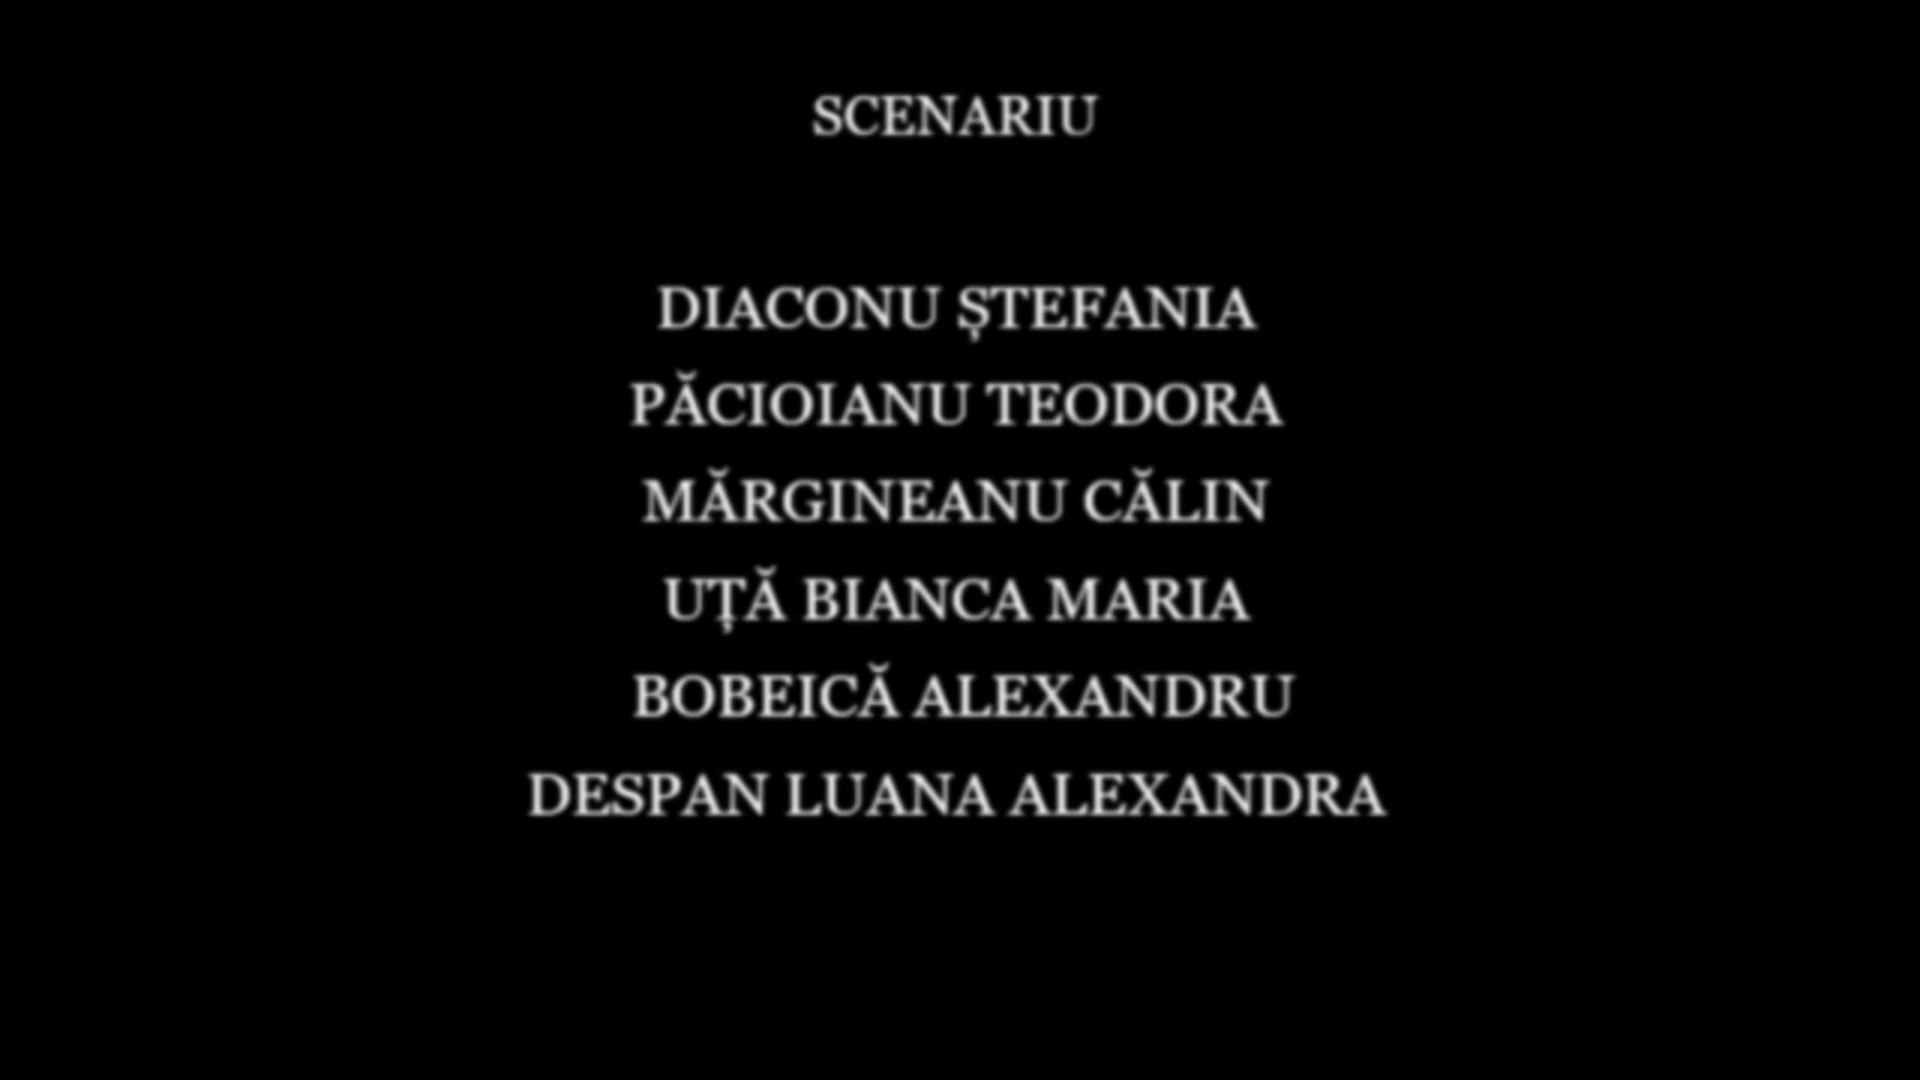 SCENARIU
DIACONU ȘTEFANIA
PĂCIOIANU TEODORA
MĂRGINEANU CĂLIN
UȚĂ BIANCA MARIA
BOBEICĂ ALEXANDRU
DESPAN LUANA ALEXANDRA